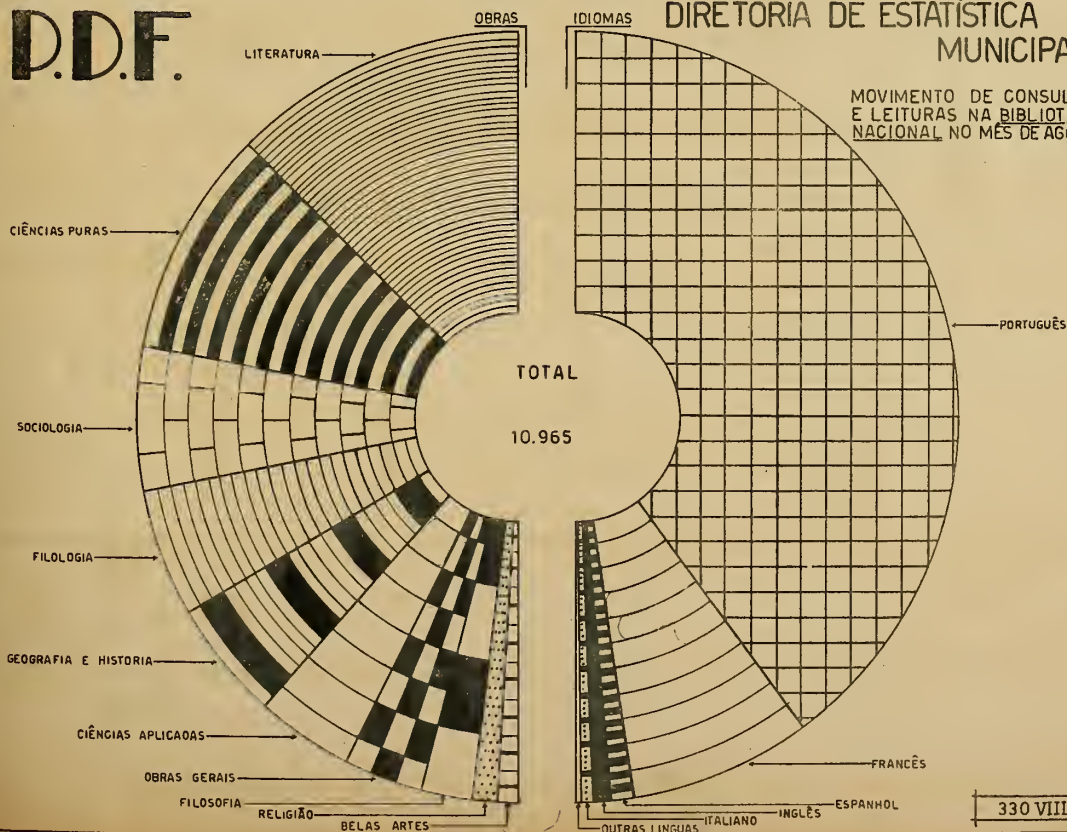 P.D.F.
OBRAS
IDIOMAS
DIRETORIA DE ESTATÍSTICA
MUNICIPA
MOVIMENTO DE CONSUL
E LEITURAS NA BIBLIOT
NACIONAL NO MÊS DE AGO
LITERATURA
CIÊNCIAS PURAS
SOCIOLOGIA
FILOLOGIA
GEOGRAFIA E HISTORIA
CIÊNCIAS APLICADAS
OBRAS GERAIS
FILOSOFIA
RELIGIÃO
BELAS ARTES
TOTAL
10.965
PORTUGUÊS
FRANCÊS
ESPANHOL
INGLÊS
ITALIANO
OUTRAS LINGUAS
330 VIII